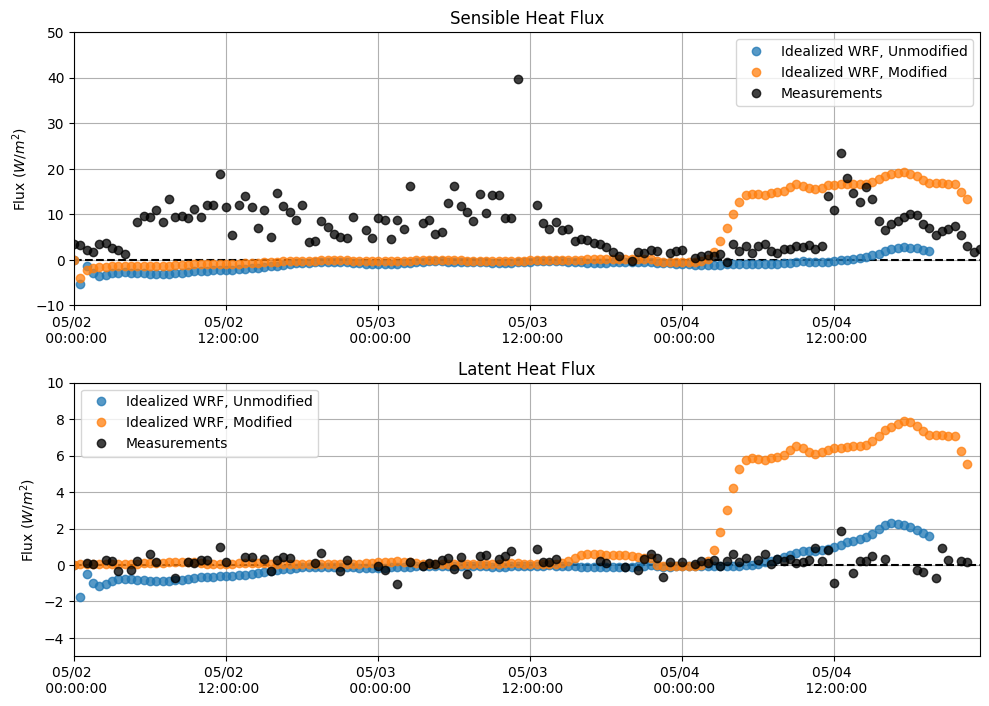 Sensible Heat Flux
Flux (W/m²)
50
40
30
20
10
0
−10
Idealized WRF, Unmodified
Idealized WRF, Modified
Measurements
05/02 05/02 05/03 05/03 05/04 05/04
00:00:00 12:00:00 00:00:00 12:00:00 00:00:00 12:00:00
Latent Heat Flux
Flux (W/m²)
10
8
6
4
2
0
−2
−4
Idealized WRF, Unmodified
Idealized WRF, Modified
Measurements
05/02 05/02 05/03 05/03 05/04 05/04
00:00:00 12:00:00 00:00:00 12:00:00 00:00:00 12:00:00